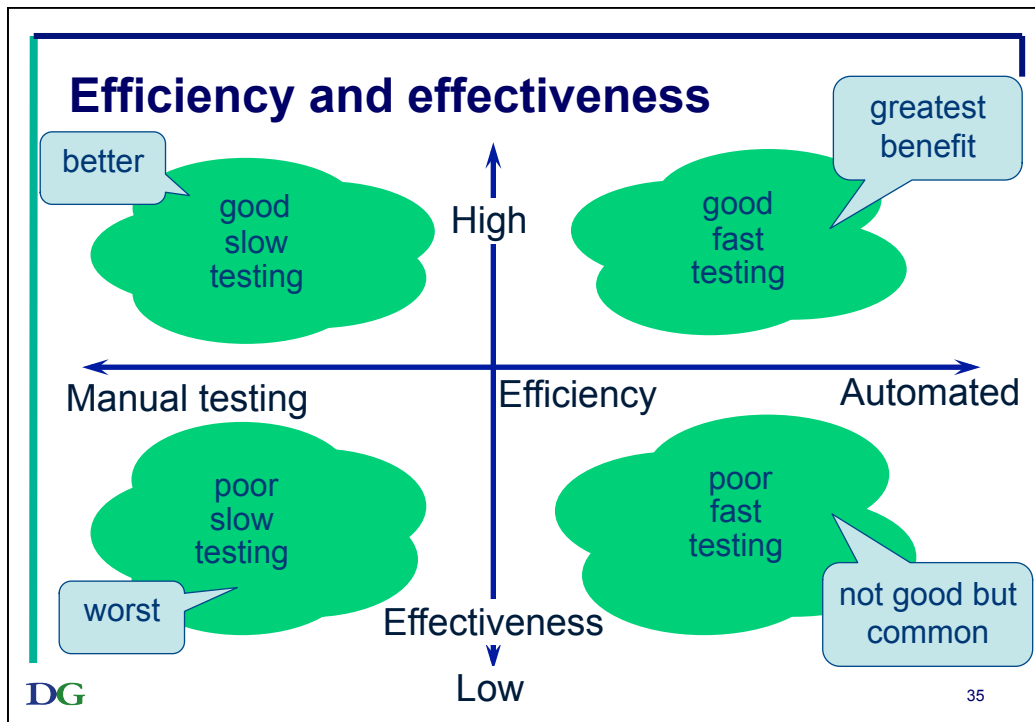 Efficiency and effectiveness
better
good
slow
testing
High
good
fast
testing
greatest
benefit
Manual testing
Efficiency
Automated
poor
slow
testing
worst
Effectiveness
Low
poor
fast
testing
not good but
common
DG
35